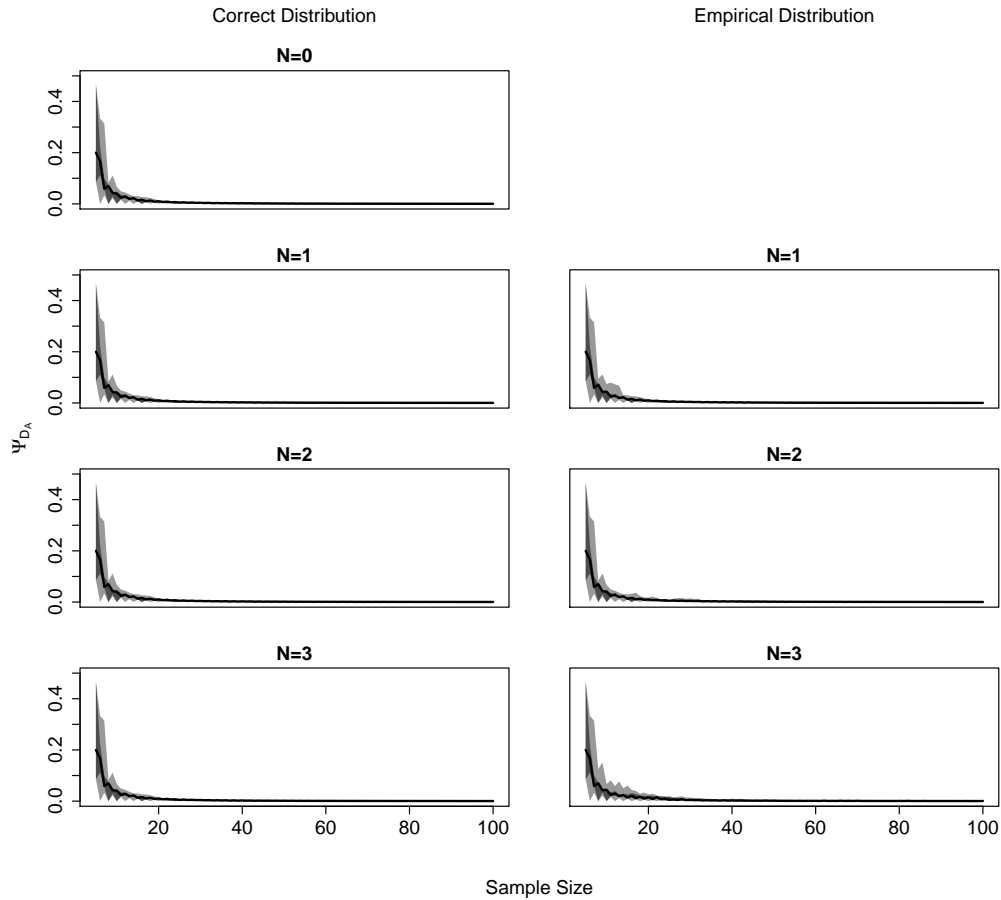 Correct Distribution
Empirical Distribution
N=0
0.4
0.2
0.0
N=1
N=1
0.4
0.2
0.0
Ψ_{D_A}
N=2
N=2
0.4
0.2
0.0
N=3
N=3
0.4
0.2
0.0
20 40 60 80 100
20 40 60 80 100
Sample Size